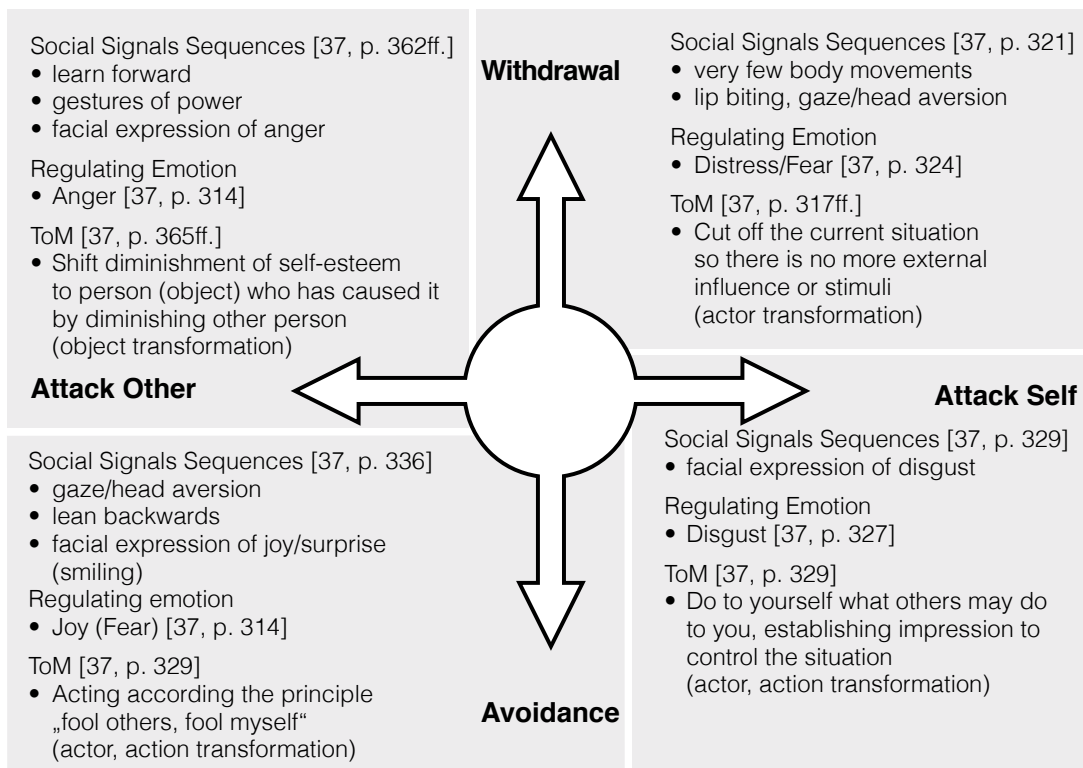 Social Signals Sequences [37, p. 362ff.]
• learn forward
• gestures of power
• facial expression of anger
Regulating Emotion
• Anger [37, p. 314]
ToM [37, p. 365ff.]
• Shift diminishment of self-esteem
to person (object) who has caused it
by diminishing other person
(object transformation)
Attack Other
Withdrawal
Social Signals Sequences [37, p. 321]
• very few body movements
• lip biting, gaze/head aversion
Regulating Emotion
• Distress/Fear [37, p. 324]
ToM [37, p. 317ff.]
• Cut off the current situation
so there is no more external
influence or stimuli
(actor transformation)
Attack Self
Social Signals Sequences [37, p. 336]
• gaze/head aversion
• lean backwards
• facial expression of joy/surprise
(smiling)
Regulating emotion
• Joy (Fear) [37, p. 314]
ToM [37, p. 329]
• Acting according the principle
„fool others, fool myself“
(actor, action transformation)
Avoidance
Social Signals Sequences [37, p. 329]
• facial expression of disgust
Regulating Emotion
• Disgust [37, p. 327]
ToM [37, p. 329]
• Do to yourself what others may do
to you, establishing impression to
control the situation
(actor, action transformation)